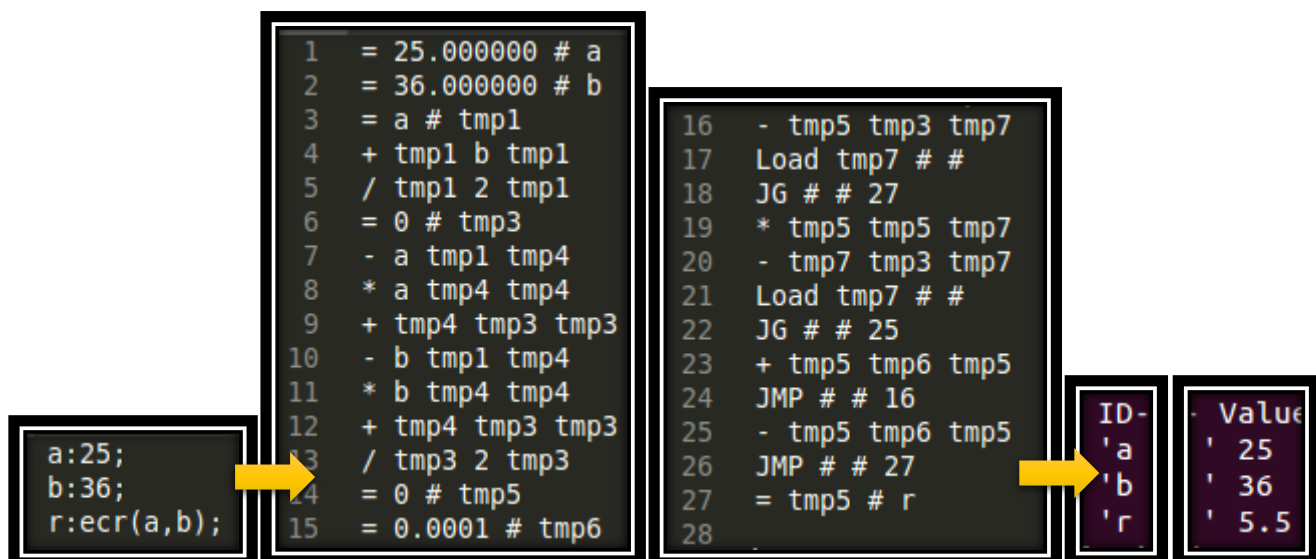 a:25;
b:36;
r:ecr(a,b);
1 = 25.000000 # a
2 = 36.000000 # b
3 = a # tmp1
4 + tmp1 b tmp1
5 / tmp1 2 tmp1
6 = 0 # tmp3
7 - a tmp1 tmp4
8 * a tmp4 tmp4
9 + tmp4 tmp3 tmp3
10 - b tmp1 tmp4
11 * b tmp4 tmp4
12 + tmp4 tmp3 tmp3
13 / tmp3 2 tmp3
14 = 0 # tmp5
15 = 0.0001 # tmp6
16 - tmp5 tmp3 tmp7
17 Load tmp7 # #
18 JG # # 27
19 * tmp5 tmp5 tmp7
20 - tmp7 tmp3 tmp7
21 Load tmp7 # #
22 JG # # 25
23 + tmp5 tmp6 tmp5
24 JMP # # 16
25 - tmp5 tmp6 tmp5
26 JMP # # 27
27 = tmp5 # r
28
ID-
'a
'b
'r
- Value
' 25
' 36
' 5.5